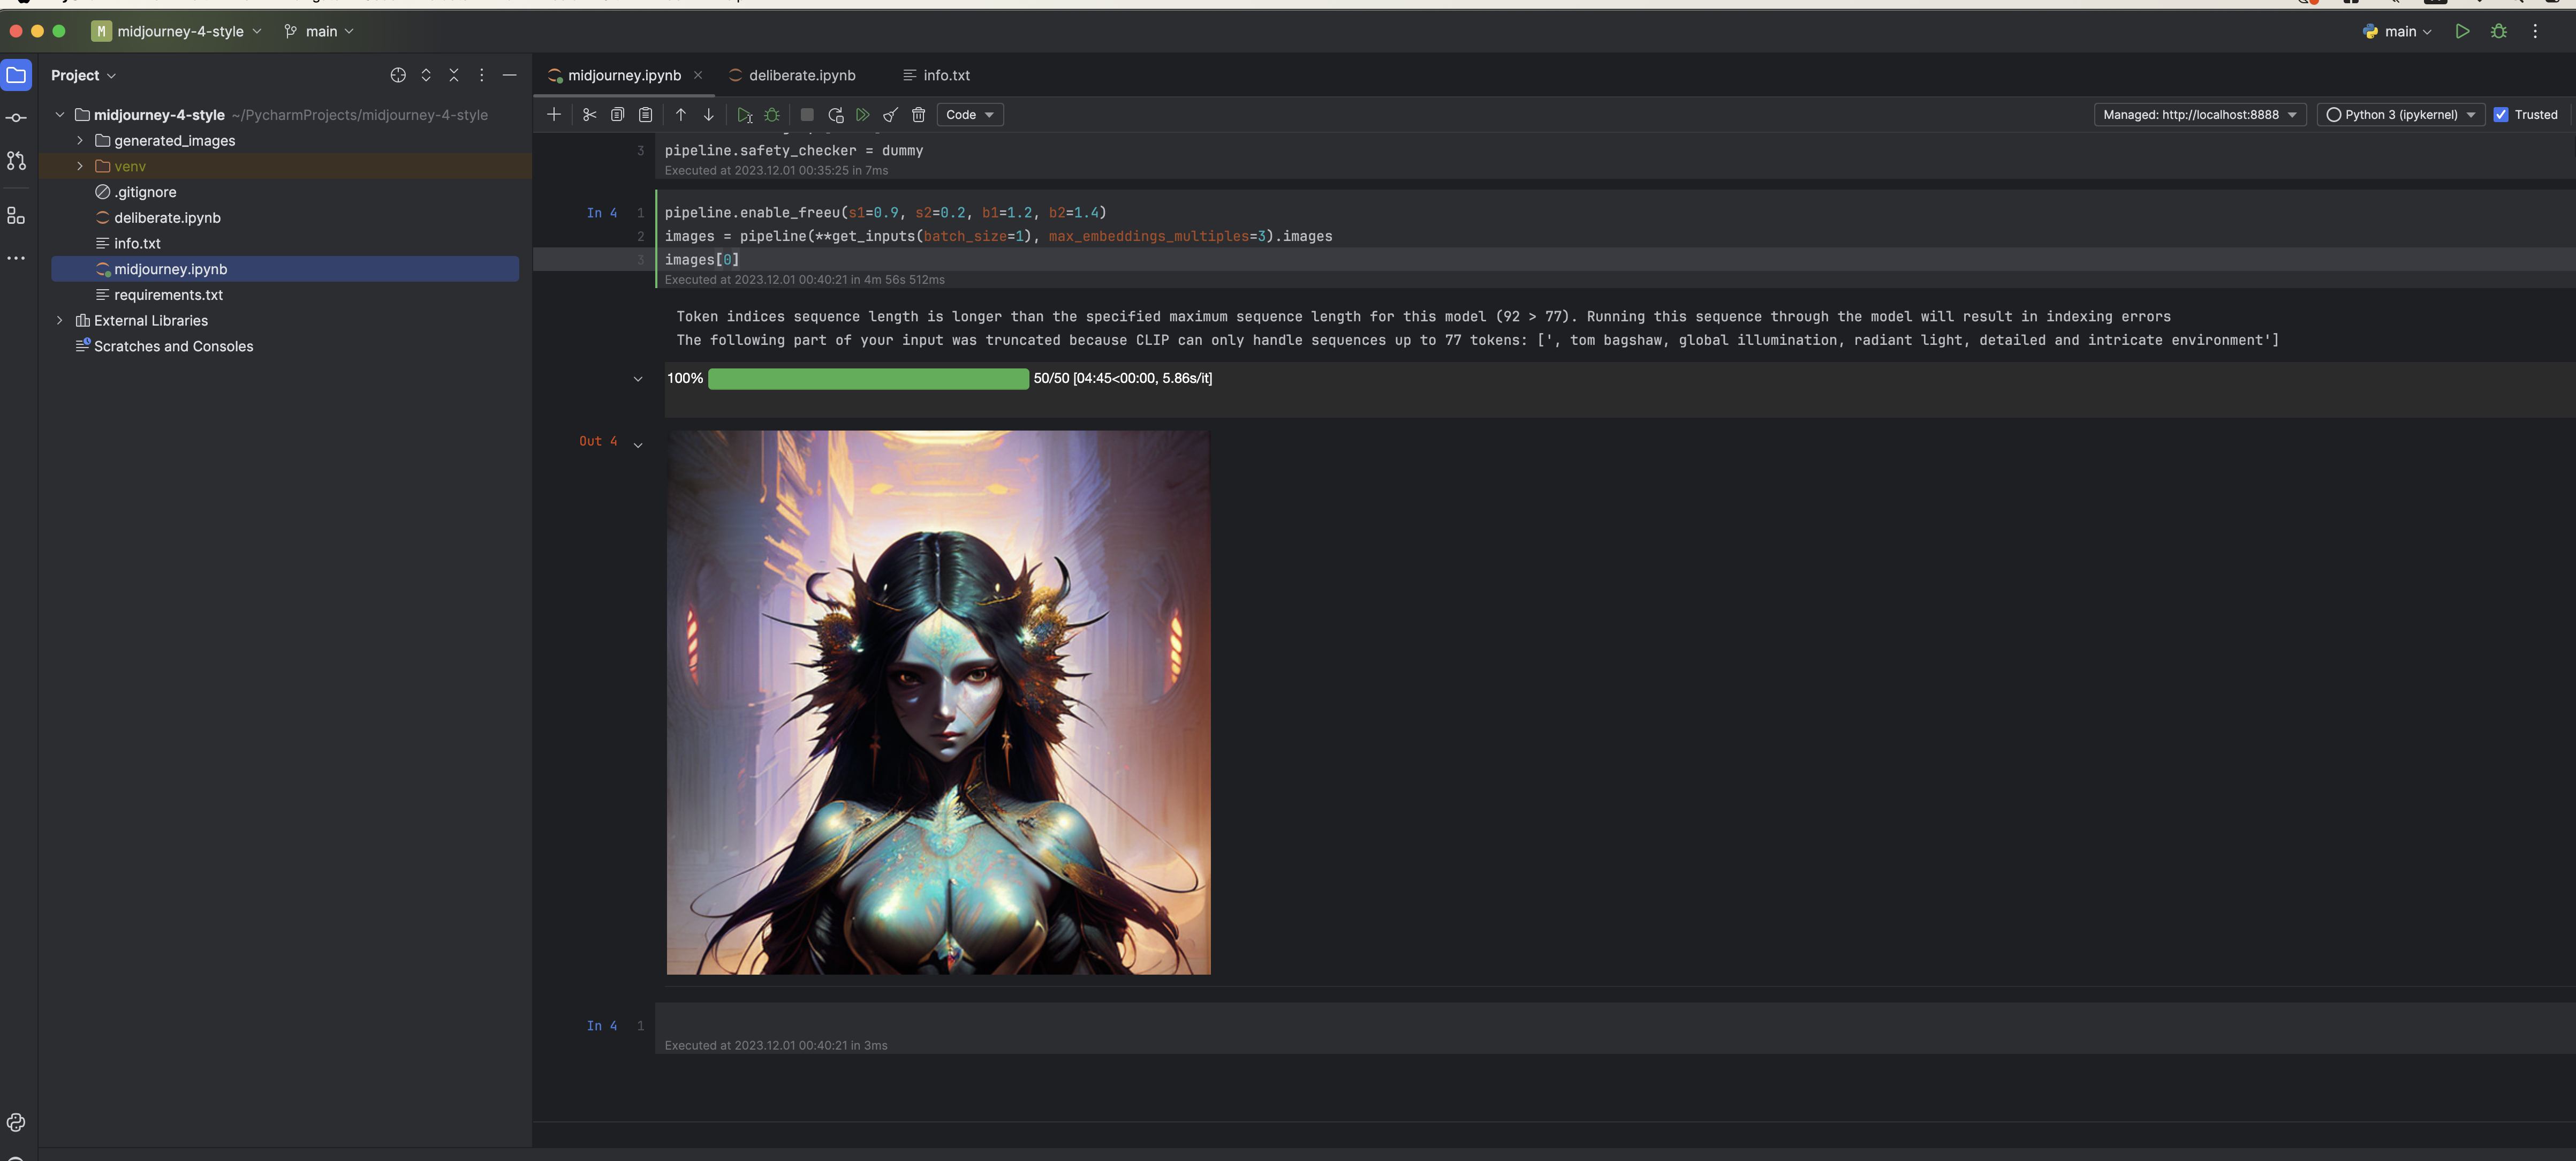 M midjourney-4-style main
main
Project
midjourney-4-style ~/PycharmProjects/midjourney-4-style
generated_images
venv
.gitignore
deliberate.ipynb
info.txt
midjourney.ipynb
requirements.txt
External Libraries
Scratches and Consoles
midjourney.ipynb deliberate.ipynb info.txt
Code Managed: http://localhost:8888 Python 3 (ipykernel) Trusted
3 pipeline.safety_checker = dummy
Executed at 2023.12.01 00:35:25 in 7ms
In 4 1 pipeline.enable_freeu(s1=0.9, s2=0.2, b1=1.2, b2=1.4)
2 images = pipeline(**get_inputs(batch_size=1), max_embeddings_multiples=3).images
3 images[0]
Executed at 2023.12.01 00:40:21 in 4m 56s 512ms
Token indices sequence length is longer than the specified maximum sequence length for this model (92 > 77). Running this sequence through the model will result in indexing errors
The following part of your input was truncated because CLIP can only handle sequences up to 77 tokens: [', tom bagshaw, global illumination, radiant light, detailed and intricate environment']
100% 50/50 [04:45<00:00, 5.86s/it]
Out 4
In 4 1
Executed at 2023.12.01 00:40:21 in 3ms